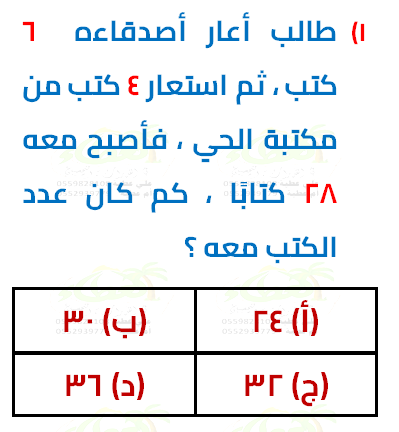 ١) طالب أعار أصدقاءه ٦
كتب ، ثم استعار ٤ كتب من
مكتبة الحي ، فأصبح معه
٢٨ كتابًا ، كم كان عدد
الكتب معه ؟
(أ) ٢٤ (ب) ٣٠
(ج) ٣٢ (د) ٣٦